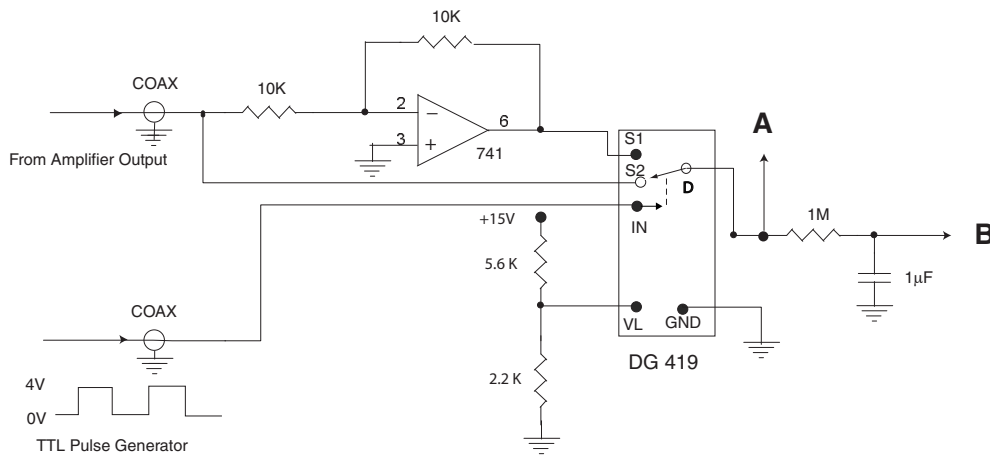 10K
COAX
10K
From Amplifier Output
2
3
−
+
6
741
S1
S2
D
IN
A
B
1M
1μF
+15V
5.6 K
VL
GND
DG 419
2.2 K
COAX
4V
0V
TTL Pulse Generator